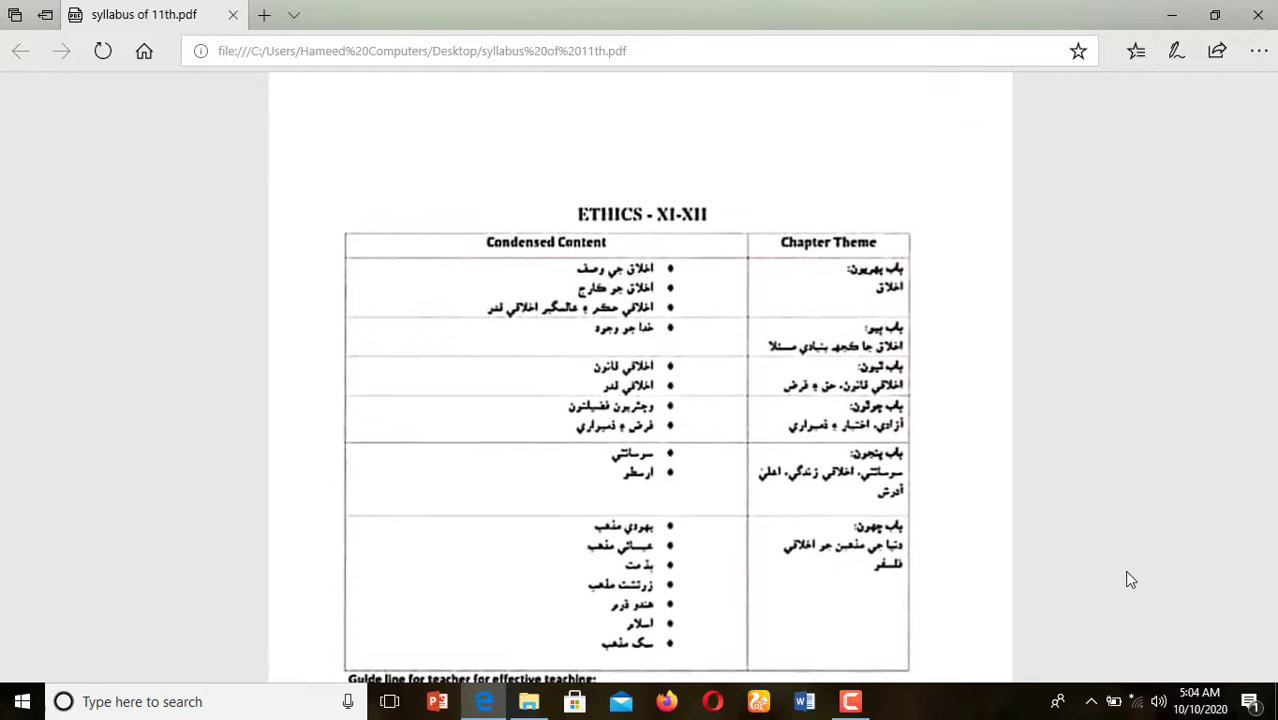 syllabus of 11th.pdf
file:///C:/Users/Hameed%20Computers/Desktop/syllabus%20of%2011th.pdf
ETHICS - XI-XII
Condensed Content
Chapter Theme
باب پهريون:
اخلاق
اخلاق جي وصف
اخلاق جو ڪارج
اخلاقي حڪم ۽ عالمگير اخلاقي قدر
باب ٻيو:
اخلاق جا ڪجهہ بنيادي مسئلا
خدا جو وجود
باب ٽيون:
اخلاقي قانون، حق ۽ فرض
اخلاقي قانون
اخلاقي قدر
باب چوٿون:
آزادي، اختيار ۽ ذميواري
فضيلتون
فرض ۽ ذميواري
باب پنجون:
سرسائتي، اخلاقي زندگي، اعليٰ
آدرش
سرسائتي
ارسطو
باب ڇهون:
دنيا جي مذهبن جو اخلاقي
فلسفو
يهودي مذهب
عيسائي مذهب
ٻڌ مت
زرتشت مذهب
هندو ڌرم
اسلام
سک مذهب
Guide line for teacher for effective teaching:
Type here to search
5:04 AM
10/10/2020